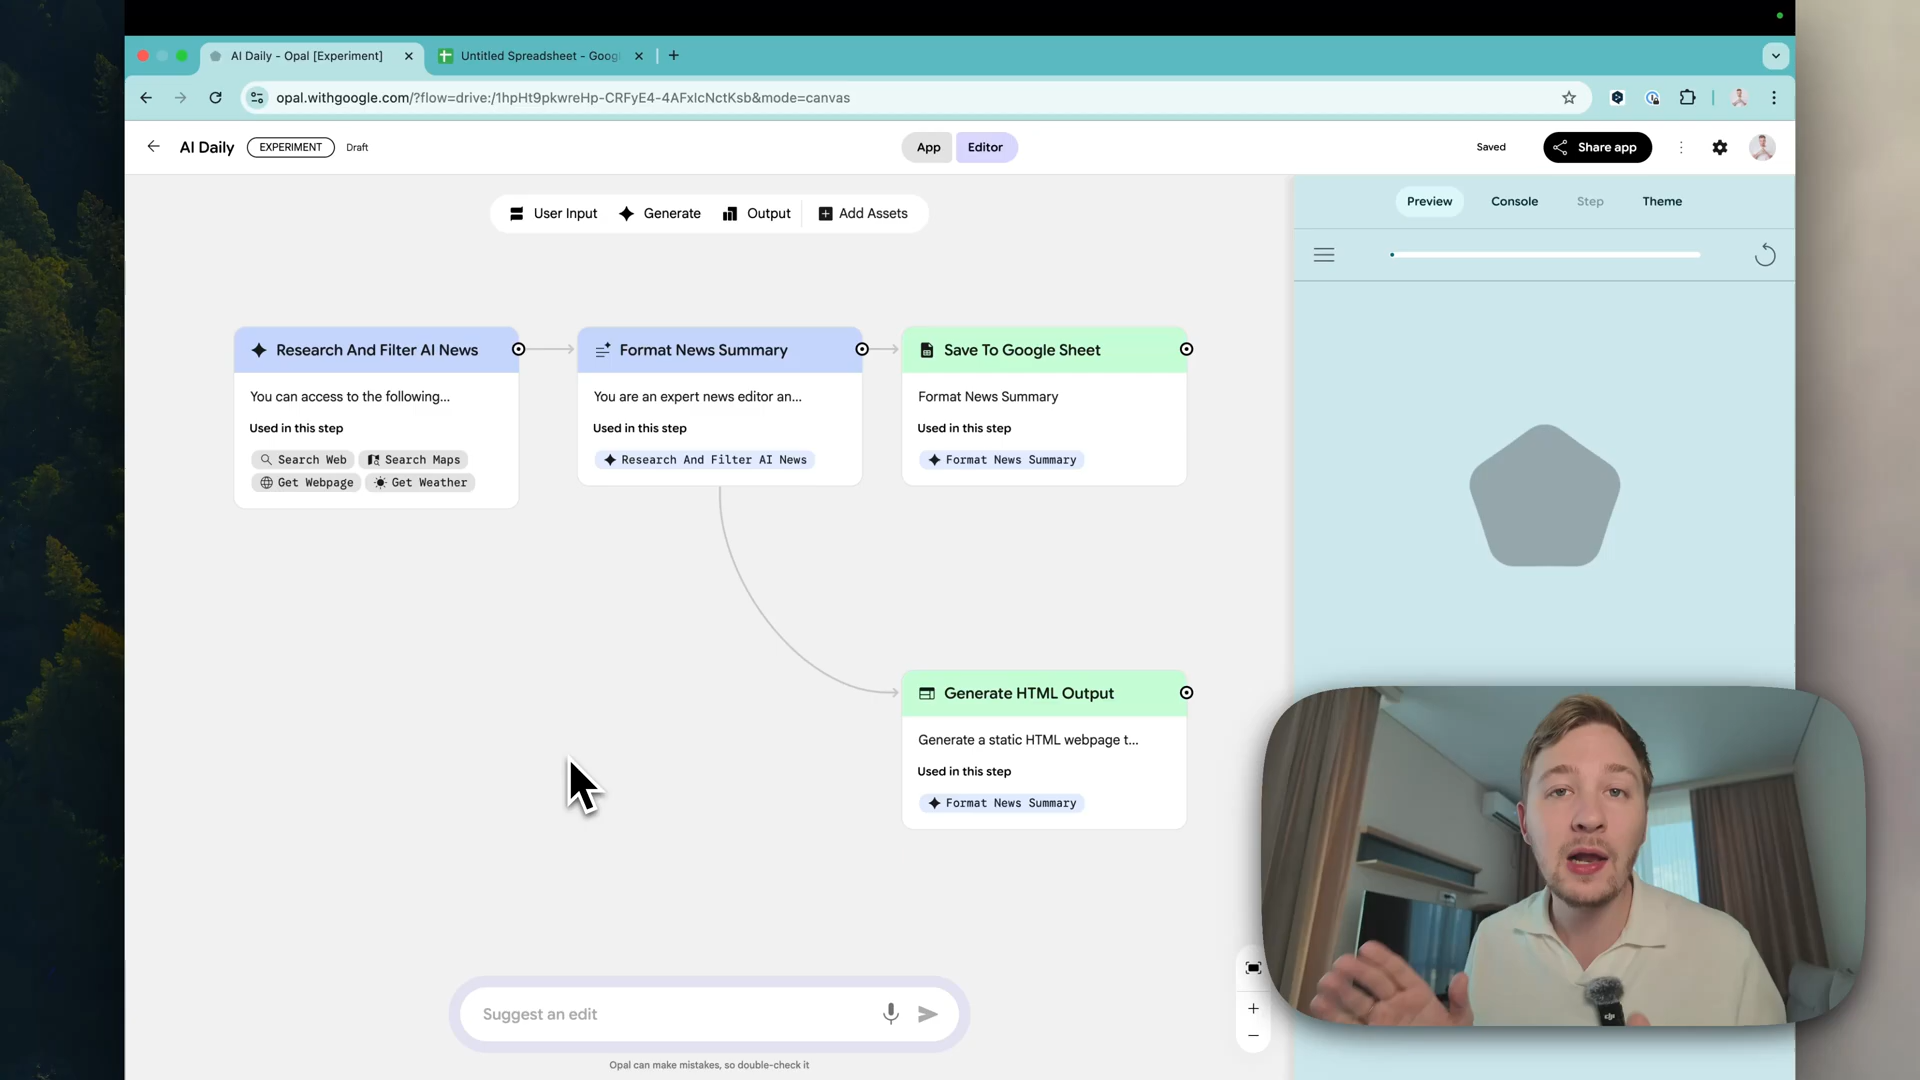 AI Daily - Opal [Experiment]
Untitled Spreadsheet - Goog
opal.withgoogle.com/?flow=drive:/1hpHt9pkwreHp-CRFyE4-4AFxIcNctKsb&mode=canvas
AI Daily
EXPERIMENT
Draft
App
Editor
Saved
Share app
User Input
Generate
Output
Add Assets
Preview
Console
Step
Theme
Research And Filter AI News
You can access to the following...
Used in this step
Search Web
Search Maps
Get Webpage
Get Weather
Format News Summary
You are an expert news editor an...
Used in this step
Research And Filter AI News
Save To Google Sheet
Format News Summary
Used in this step
Format News Summary
Generate HTML Output
Generate a static HTML webpage t...
Used in this step
Format News Summary
Suggest an edit
Opal can make mistakes, so double-check it
dji